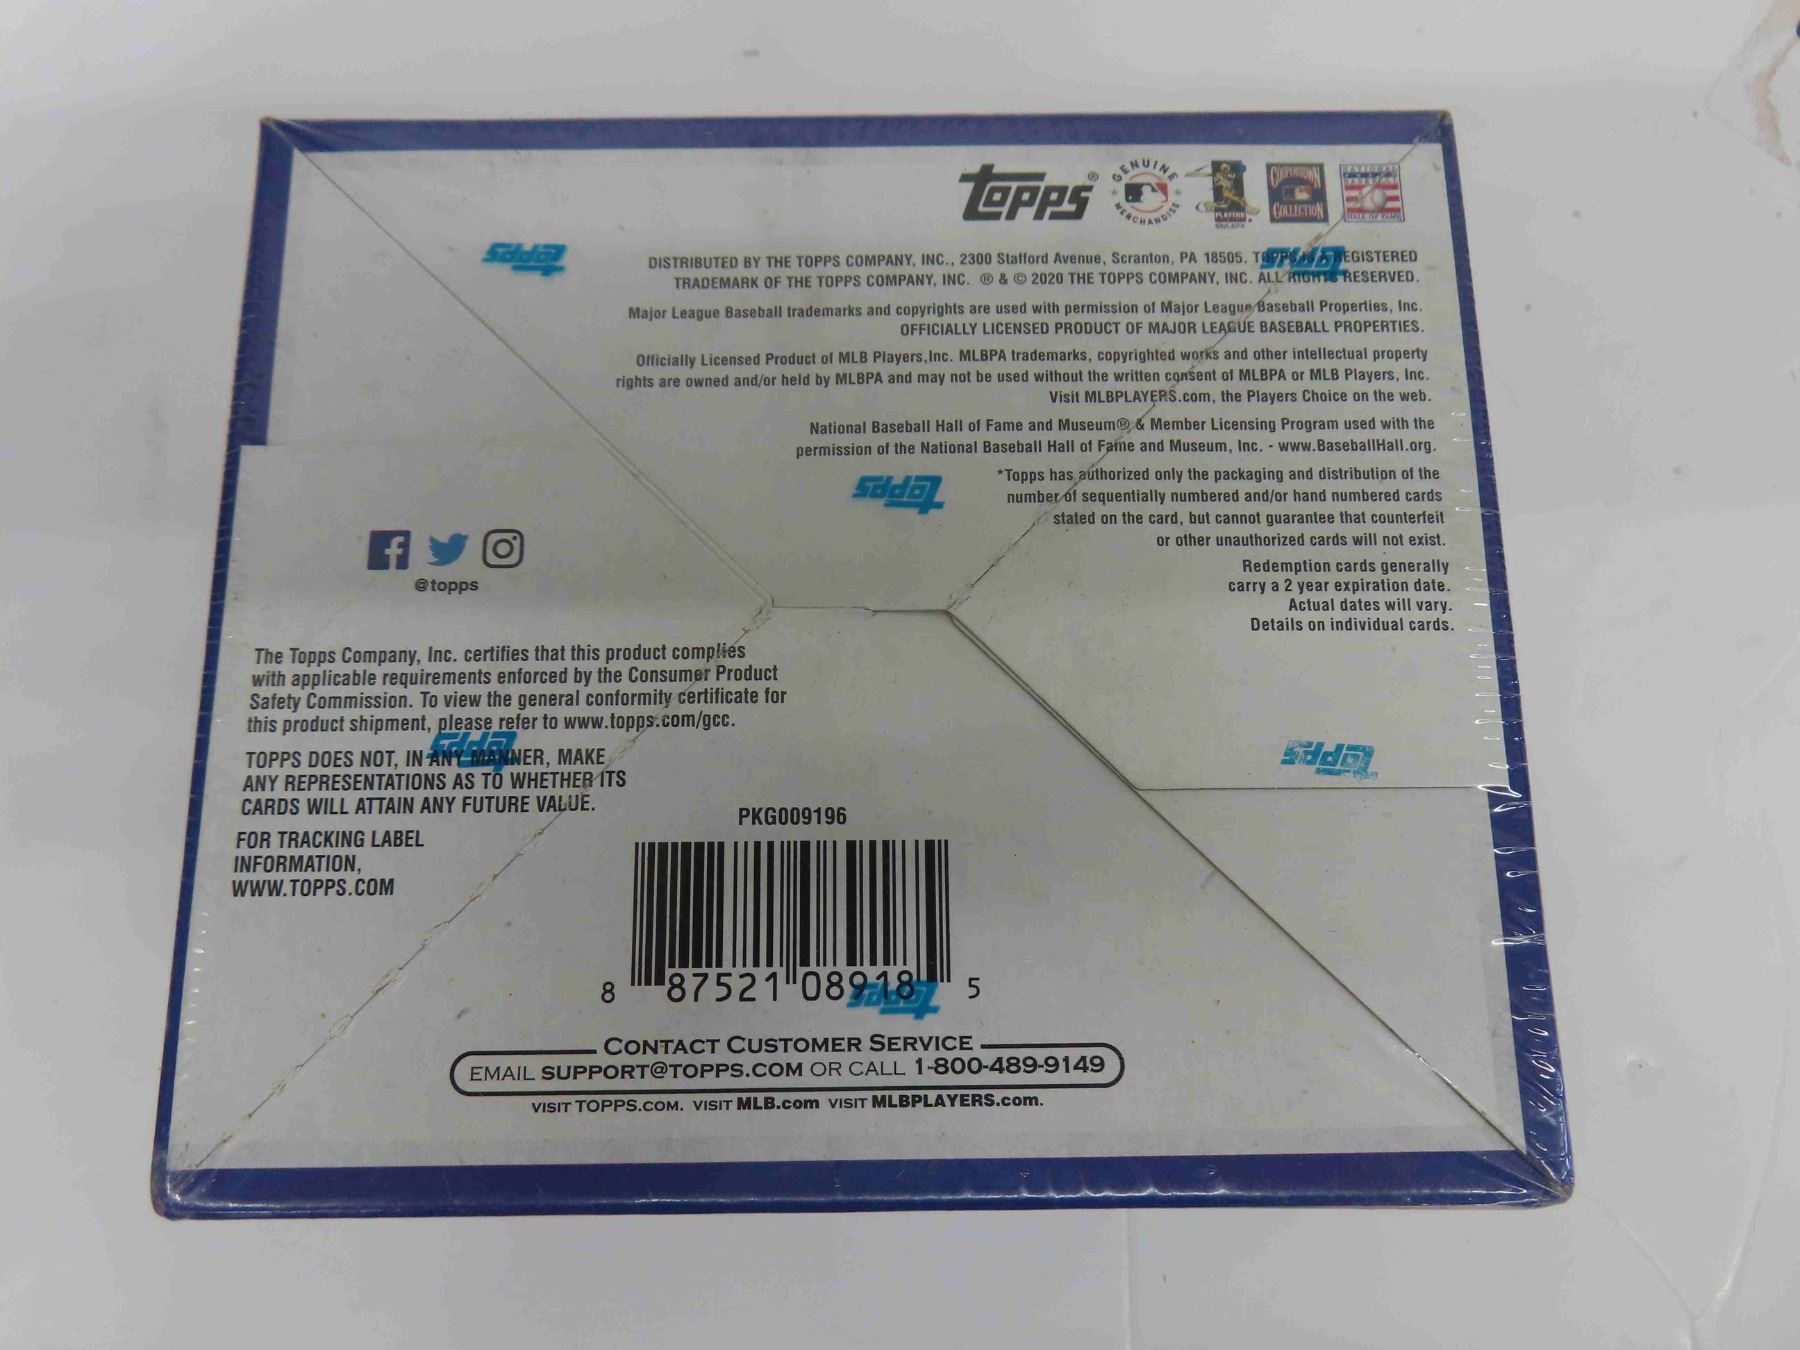 Topps®
GENUINE MERCHANDISE
PLAYERS
©MLBPA
COOPERSTOWN
COLLECTION
NATIONAL
BASEBALL
HALL OF FAME
Topps
Topps
DISTRIBUTED BY THE TOPPS COMPANY, INC., 2300 Stafford Avenue, Scranton, PA 18505. TOPPS IS A REGISTERED
TRADEMARK OF THE TOPPS COMPANY, INC. ® & © 2020 THE TOPPS COMPANY, INC. ALL RIGHTS RESERVED.
Major League Baseball trademarks and copyrights are used with permission of Major League Baseball Properties, Inc.
OFFICIALLY LICENSED PRODUCT OF MAJOR LEAGUE BASEBALL PROPERTIES.
Officially Licensed Product of MLB Players,Inc. MLBPA trademarks, copyrighted works and other intellectual property
rights are owned and/or held by MLBPA and may not be used without the written consent of MLBPA or MLB Players, Inc.
Visit MLBPLAYERS.com, the Players Choice on the web.
National Baseball Hall of Fame and Museum® & Member Licensing Program used with the
permission of the National Baseball Hall of Fame and Museum, Inc. - www.BaseballHall.org.
Topps
*Topps has authorized only the packaging and distribution of the
number of sequentially numbered and/or hand numbered cards
stated on the card, but cannot guarantee that counterfeit
or other unauthorized cards will not exist.
Redemption cards generally
carry a 2 year expiration date.
Actual dates will vary.
Details on individual cards.
@topps
The Topps Company, Inc. certifies that this product complies
with applicable requirements enforced by the Consumer Product
Safety Commission. To view the general conformity certificate for
this product shipment, please refer to www.topps.com/gcc.
Topps
Topps
TOPPS DOES NOT, IN ANY MANNER, MAKE
ANY REPRESENTATIONS AS TO WHETHER ITS
CARDS WILL ATTAIN ANY FUTURE VALUE.
FOR TRACKING LABEL
INFORMATION,
WWW.TOPPS.COM
PKG009196
8 87521 08918 5
Topps
CONTACT CUSTOMER SERVICE
EMAIL SUPPORT@TOPPS.COM OR CALL 1-800-489-9149
VISIT TOPPS.COM. VISIT MLB.com VISIT MLBPLAYERS.com.